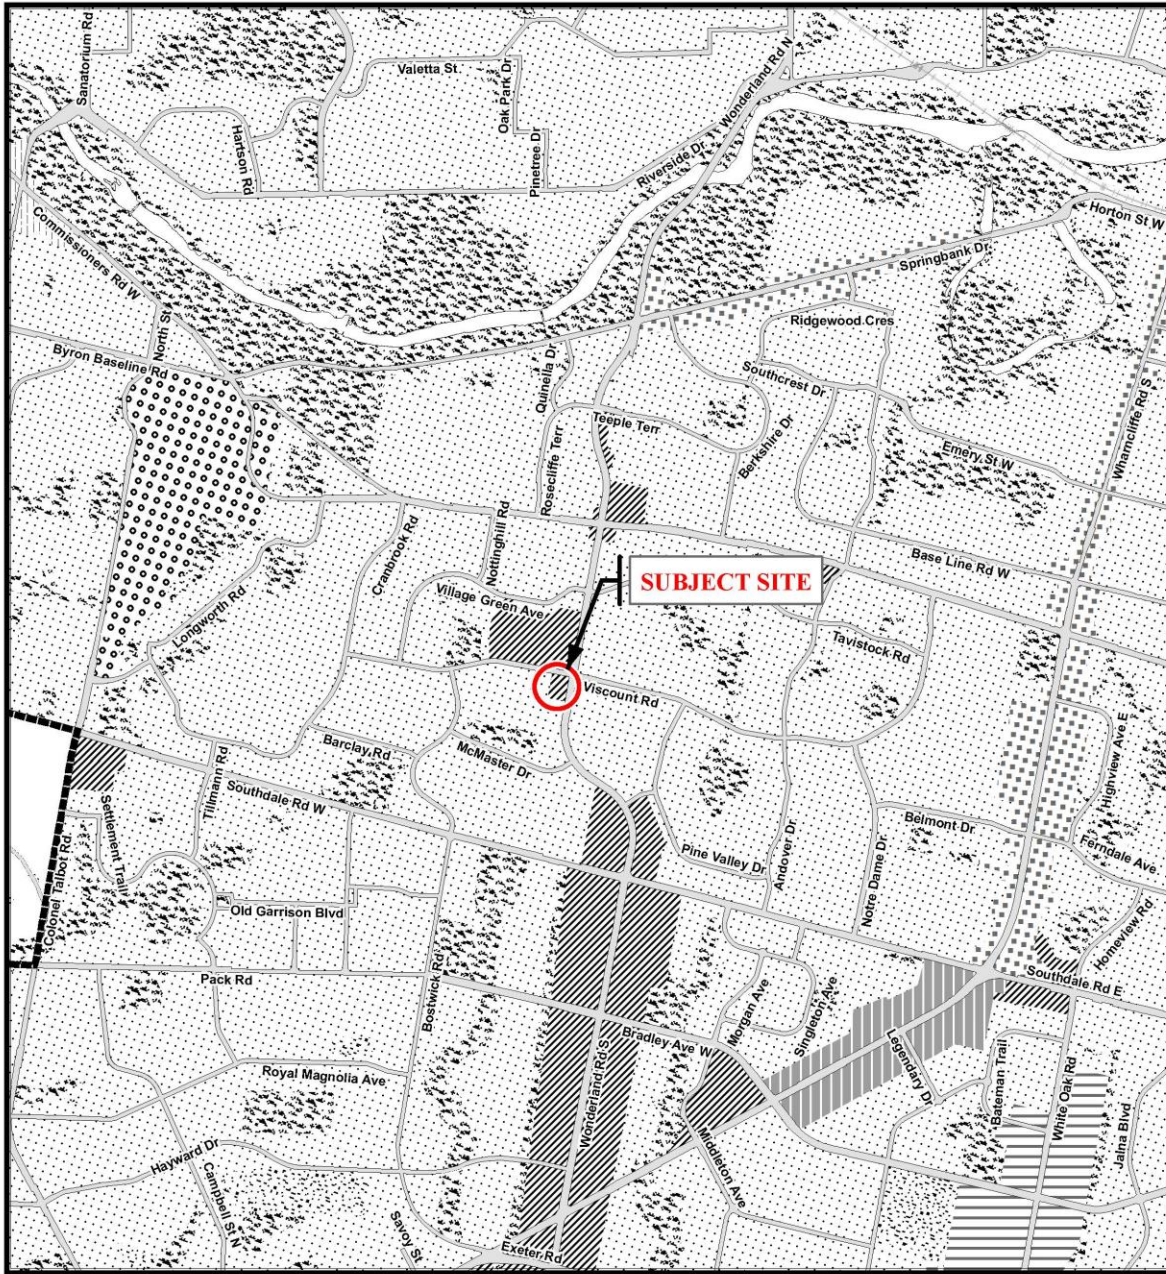 Sanatorium Rd
Valetta St
Oak Park Dr
Wonderland Rd N
Hartson Rd
Pinetree Dr
Riverside Dr
Commissioners Rd W
Horton St W
Springbank Dr
North St
Ridgewood Cres
Byron Baseline Rd
Quinella Dr
Southcrest Dr
Wharncliffe Rd S
Teeple Terr
Berkshire Dr
Emery St W
Rosecliffe Terr
Nottinghill Rd
Cranbrook Rd
Base Line Rd W
SUBJECT SITE
Village Green Ave
Longworth Rd
Tavistock Rd
Viscount Rd
Barclay Rd
McMaster Dr
Tillmann Rd
Highview Ave E
Southdale Rd W
Settlement Trail
Belmont Dr
Pine Valley Dr
Andover Dr
Ferndale Ave
Notre Dame Dr
Colonel Talbot Rd
Old Garrison Blvd
Homeview Rd
Pack Rd
Bostwick Rd
Southdale Rd E
Morgan Ave
Singleton Ave
Bradley Ave W
Legendary Dr
Royal Magnolia Ave
Wonderland Rd S
Bateman Trail
White Oak Rd
Jalna Blvd
Hayward Dr
Middleton Ave
Campbell St N
Savoy St
Exeter Rd